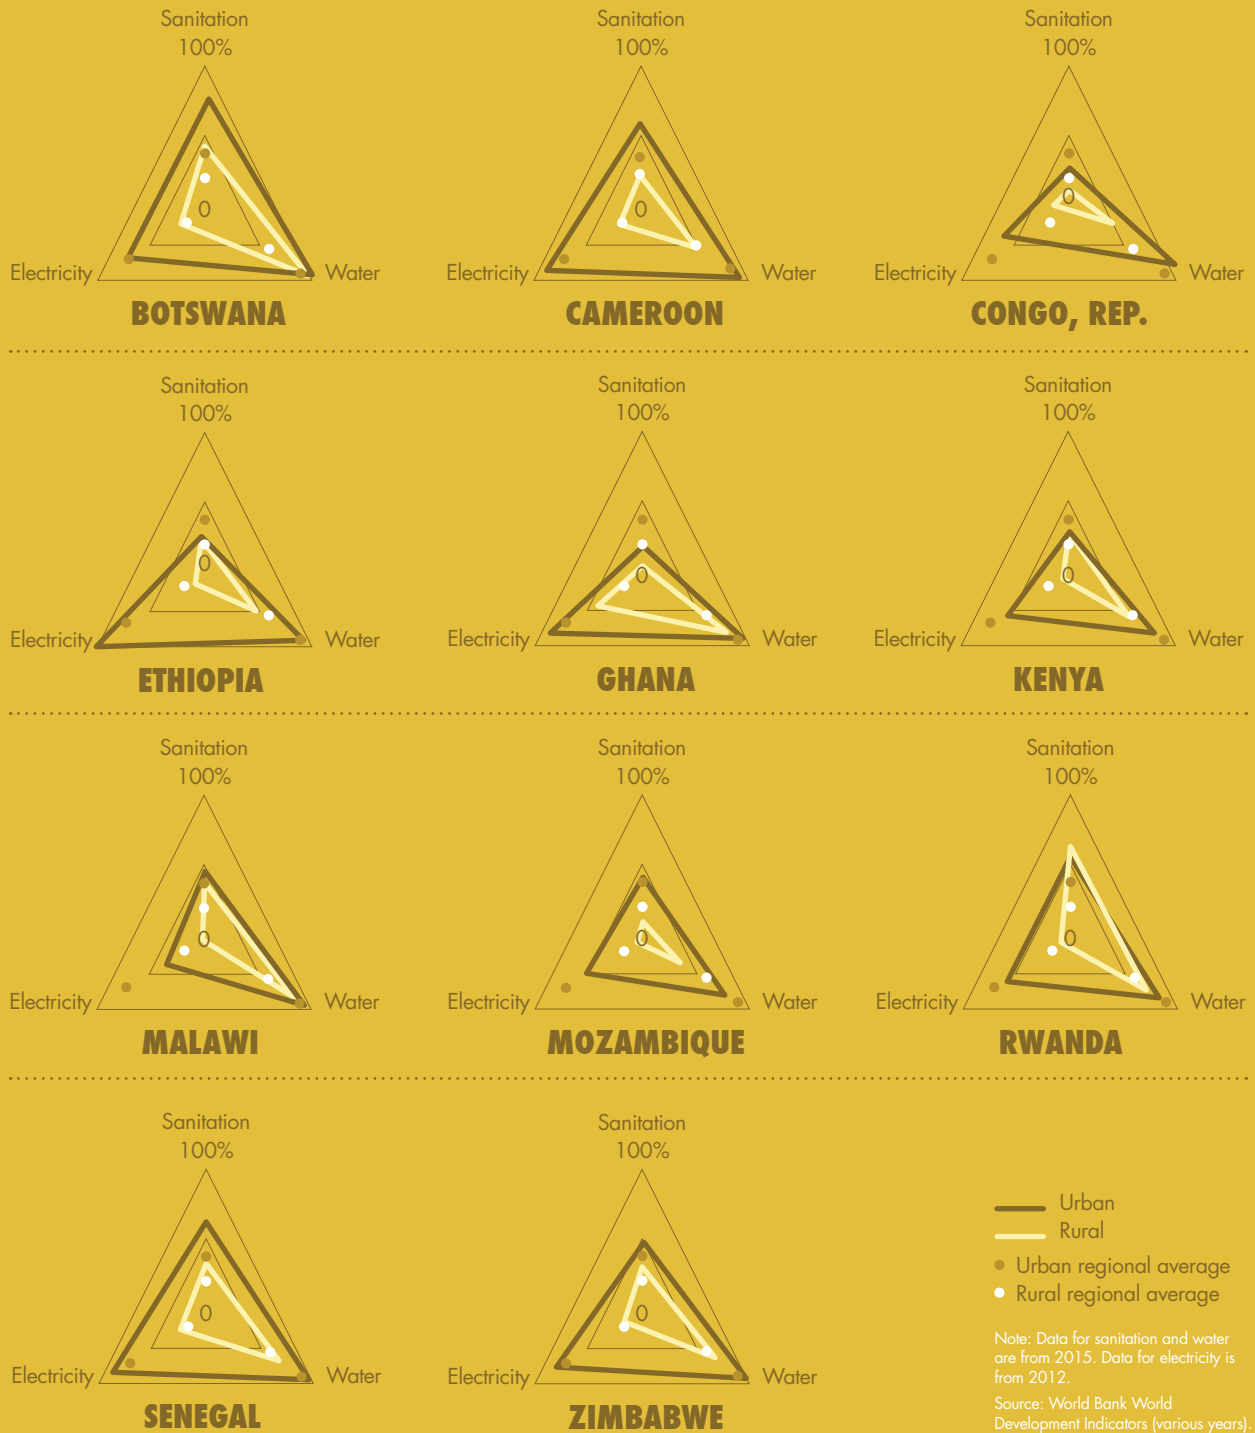 Sanitation
100%
0
Electricity
Water
BOTSWANA
Sanitation
100%
0
Electricity
Water
CAMEROON
Sanitation
100%
0
Electricity
Water
CONGO, REP.
Sanitation
100%
0
Electricity
Water
ETHIOPIA
Sanitation
100%
0
Electricity
Water
GHANA
Sanitation
100%
0
Electricity
Water
KENYA
Sanitation
100%
0
Electricity
Water
MALAWI
Sanitation
100%
0
Electricity
Water
MOZAMBIQUE
Sanitation
100%
0
Electricity
Water
RWANDA
Sanitation
100%
0
Electricity
Water
SENEGAL
Sanitation
100%
0
Electricity
Water
ZIMBABWE
Urban
Rural
Urban regional average
Rural regional average
Note: Data for sanitation and water
are from 2015. Data for electricity is
from 2012.
Source: World Bank World
Development Indicators (various years).